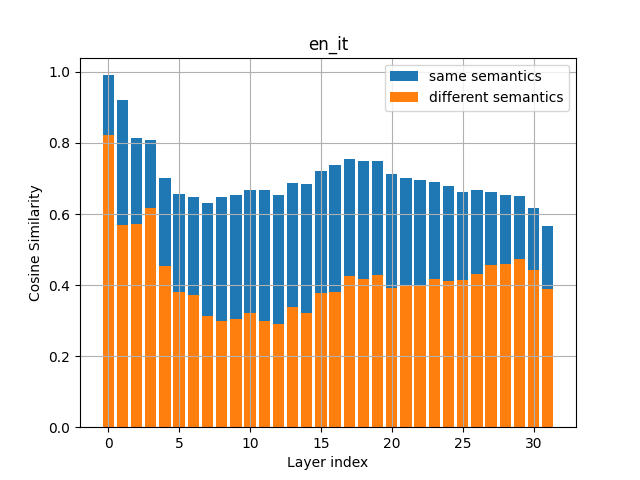 en_it
same semantics
different semantics
Cosine Similarity
1.0
0.8
0.6
0.4
0.2
0.0
0 5 10 15 20 25 30
Layer index